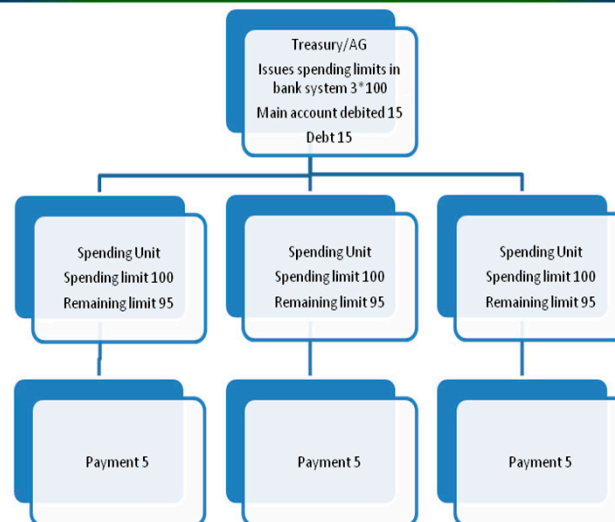 Treasury/AG
Issues spending limits in
bank system 3*100
Main account debited 15
Debt 15
Spending Unit
Spending limit 100
Remaining limit 95
Spending Unit
Spending limit 100
Remaining limit 95
Spending Unit
Spending limit 100
Remaining limit 95
Payment 5
Payment 5
Payment 5